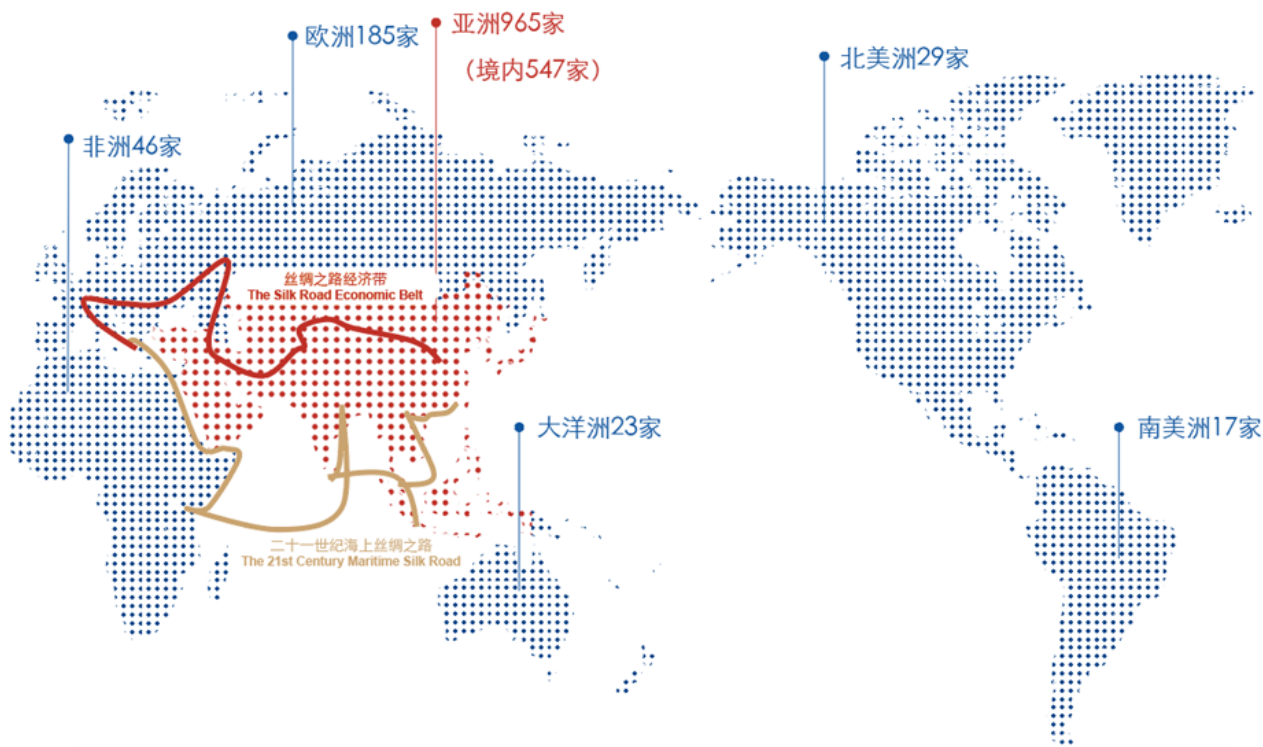 欧洲185家
亚洲965家
（境内547家）
北美洲29家
非洲46家
丝绸之路经济带
The Silk Road Economic Belt
大洋洲23家
南美洲17家
二十一世纪海上丝绸之路
The 21st Century Maritime Silk Road